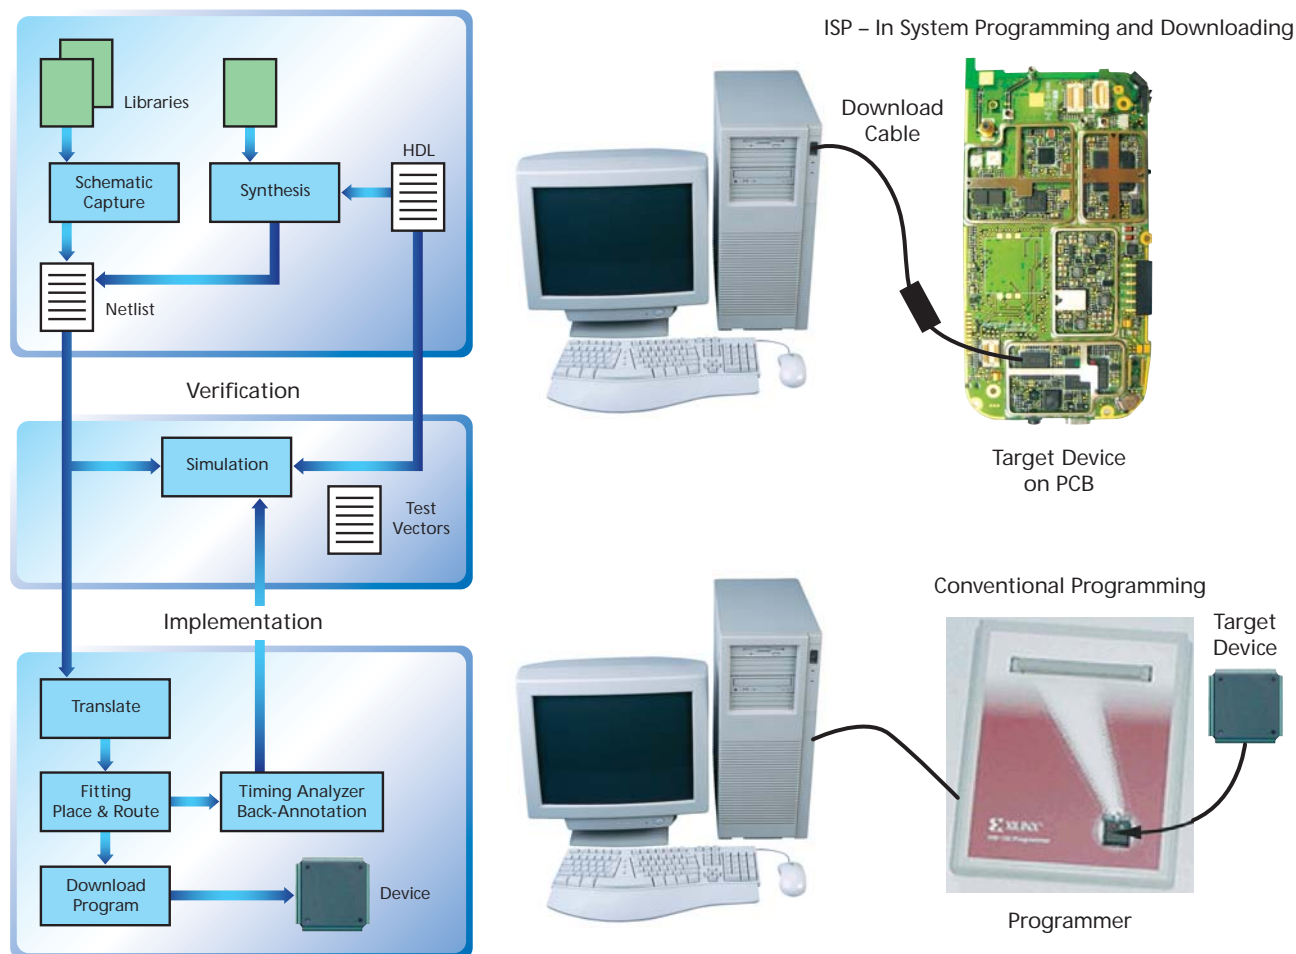 Libraries
HDL
Schematic
Capture
Synthesis
Netlist
Verification
Simulation
Test
Vectors
Implementation
Translate
Fitting
Place & Route
Timing Analyzer
Back-Annotation
Download
Program
Device
ISP – In System Programming and Downloading
Download
Cable
Target Device
on PCB
Conventional Programming
Target
Device
XILINX
Programmer
Programmer